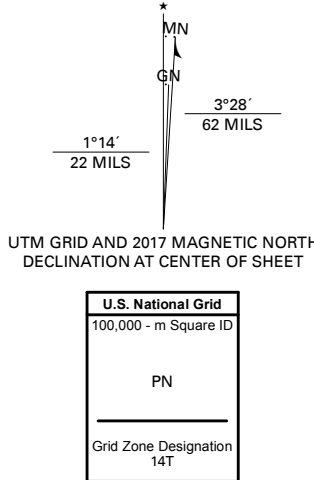 MN
GN
3°28´
62 MILS
1°14´
22 MILS
UTM GRID AND 2017 MAGNETIC NORTH
DECLINATION AT CENTER OF SHEET
U.S. National Grid
100,000 - m Square ID
PN
Grid Zone Designation
14T